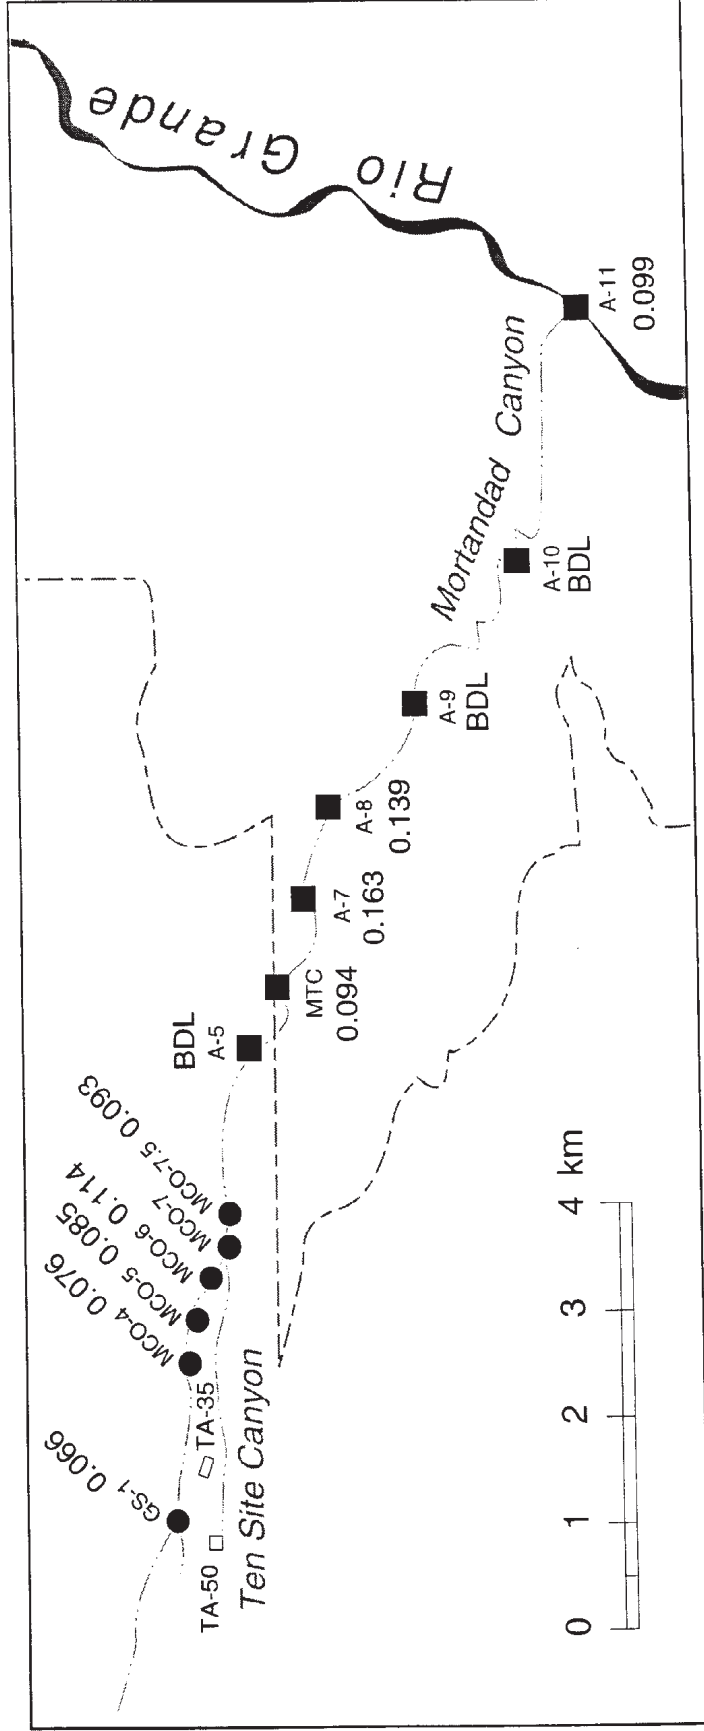 Rio Grande
Mortandad Canyon
Ten Site Canyon
TA-50
TA-35
GS-1 0.066
MCO-4 0.076
MCO-5 0.085
MCO-6 0.114
MCO-7
MCO-7.5 0.093
BDL
A-5
MTC
0.094
A-7
0.163
A-8
0.139
A-9
BDL
A-10
BDL
A-11
0.099
0 1 2 3 4 km